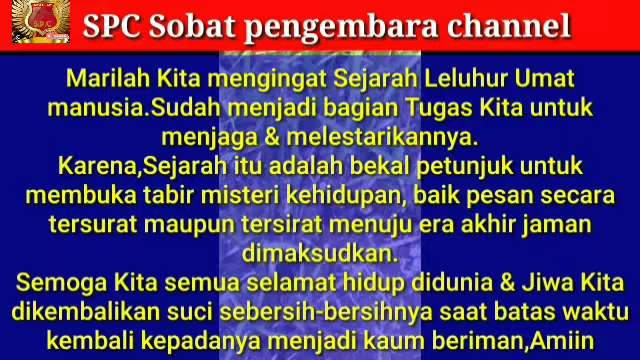 SPC Sobat pengembara channel
S.P.C
Marilah Kita mengingat Sejarah Leluhur Umat
manusia.Sudah menjadi bagian Tugas Kita untuk
menjaga & melestarikannya.
Karena,Sejarah itu adalah bekal petunjuk untuk
membuka tabir misteri kehidupan, baik pesan secara
tersurat maupun tersirat menuju era akhir jaman
dimaksudkan.
Semoga Kita semua selamat hidup didunia & Jiwa Kita
dikembalikan suci sebersih-bersihnya saat batas waktu
kembali kepadanya menjadi kaum beriman,Amiin